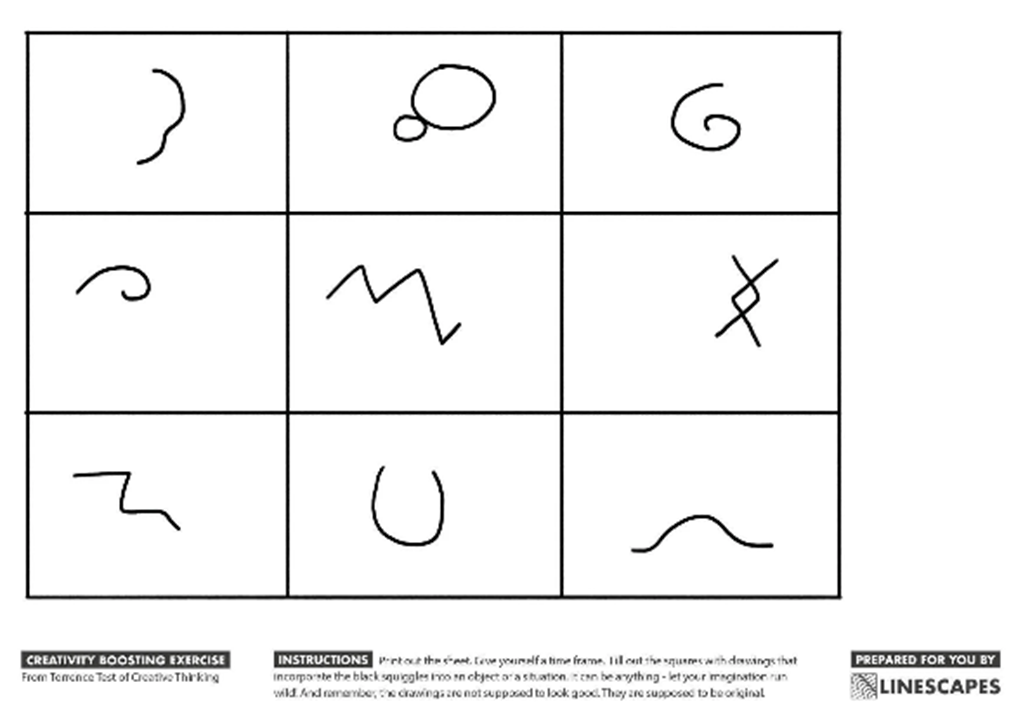 CREATIVITY BOOSTING EXERCISE
From Torrence Test of Creative Thinking
INSTRUCTIONS Print out the sheet. Give yourself a time frame. Fill out the squares with drawings that
incorporate the black squiggles into an object or a situation. It can be anything - let your imagination run
wild. And remember, the drawings are not supposed to look good. They are supposed to be original.
PREPARED FOR YOU BY
LINESCAPES